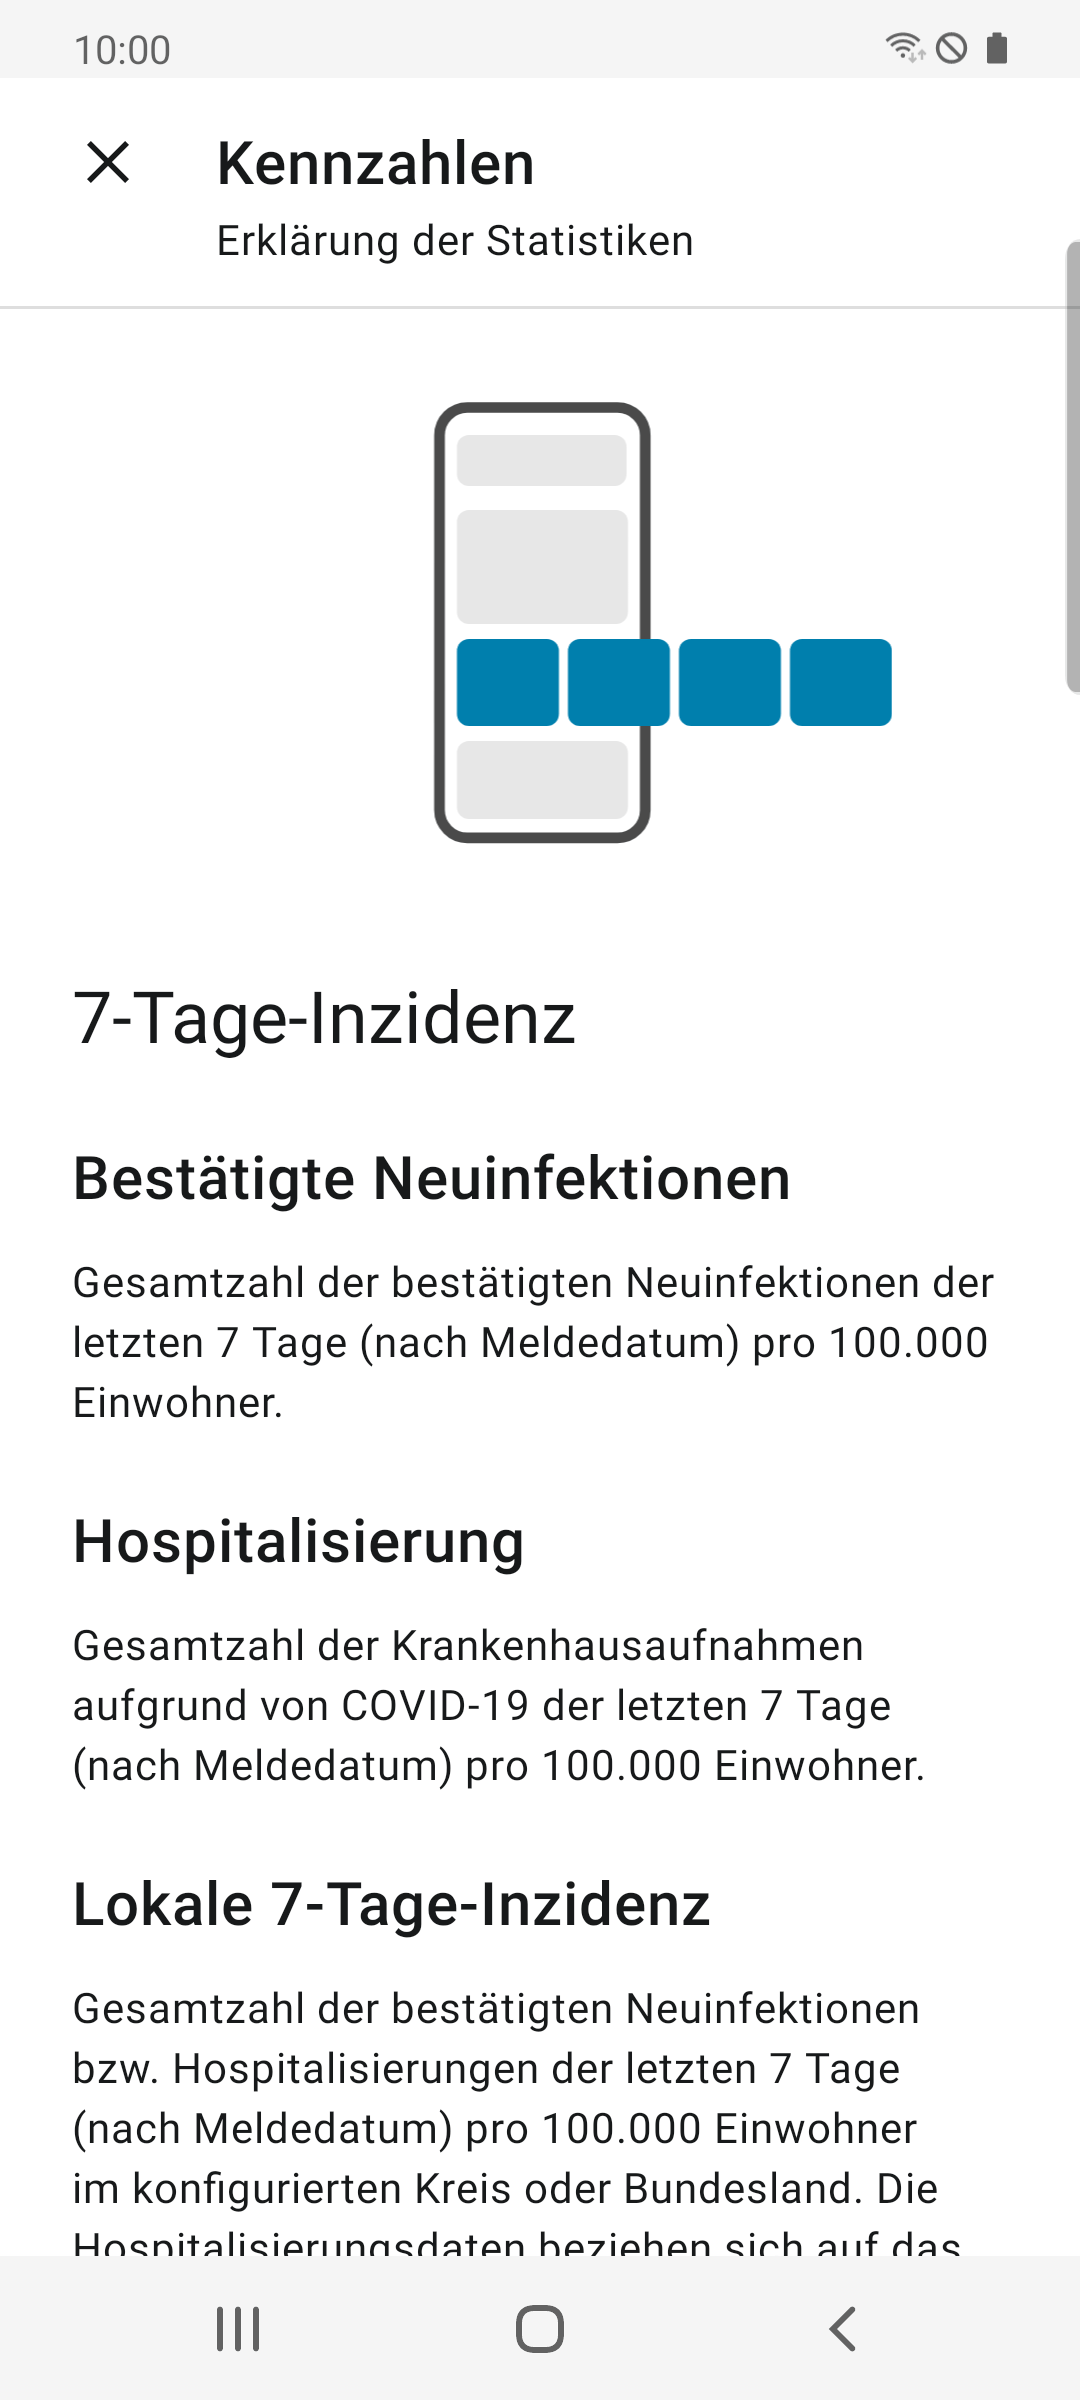 10:00
Kennzahlen
Erklärung der Statistiken
7-Tage-Inzidenz
Bestätigte Neuinfektionen
Gesamtzahl der bestätigten Neuinfektionen der
letzten 7 Tage (nach Meldedatum) pro 100.000
Einwohner.
Hospitalisierung
Gesamtzahl der Krankenhausaufnahmen
aufgrund von COVID-19 der letzten 7 Tage
(nach Meldedatum) pro 100.000 Einwohner.
Lokale 7-Tage-Inzidenz
Gesamtzahl der bestätigten Neuinfektionen
bzw. Hospitalisierungen der letzten 7 Tage
(nach Meldedatum) pro 100.000 Einwohner
im konfigurierten Kreis oder Bundesland. Die
Hospitalisierungsdaten beziehen sich auf das